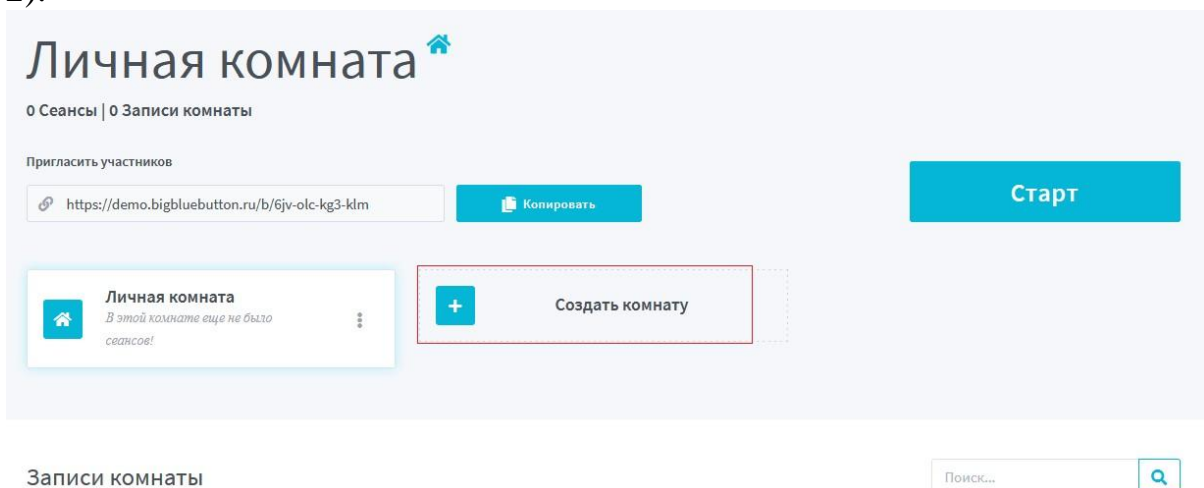 2).
Личная комната
0 Сеансы | 0 Записи комнаты
Пригласить участников
https://demo.bigbluebutton.ru/b/6jv-olc-kg3-klm
Копировать
Старт
Личная комната
В этой комнате еще не было
сеансов!
Создать комнату
Записи комнаты
Поиск...